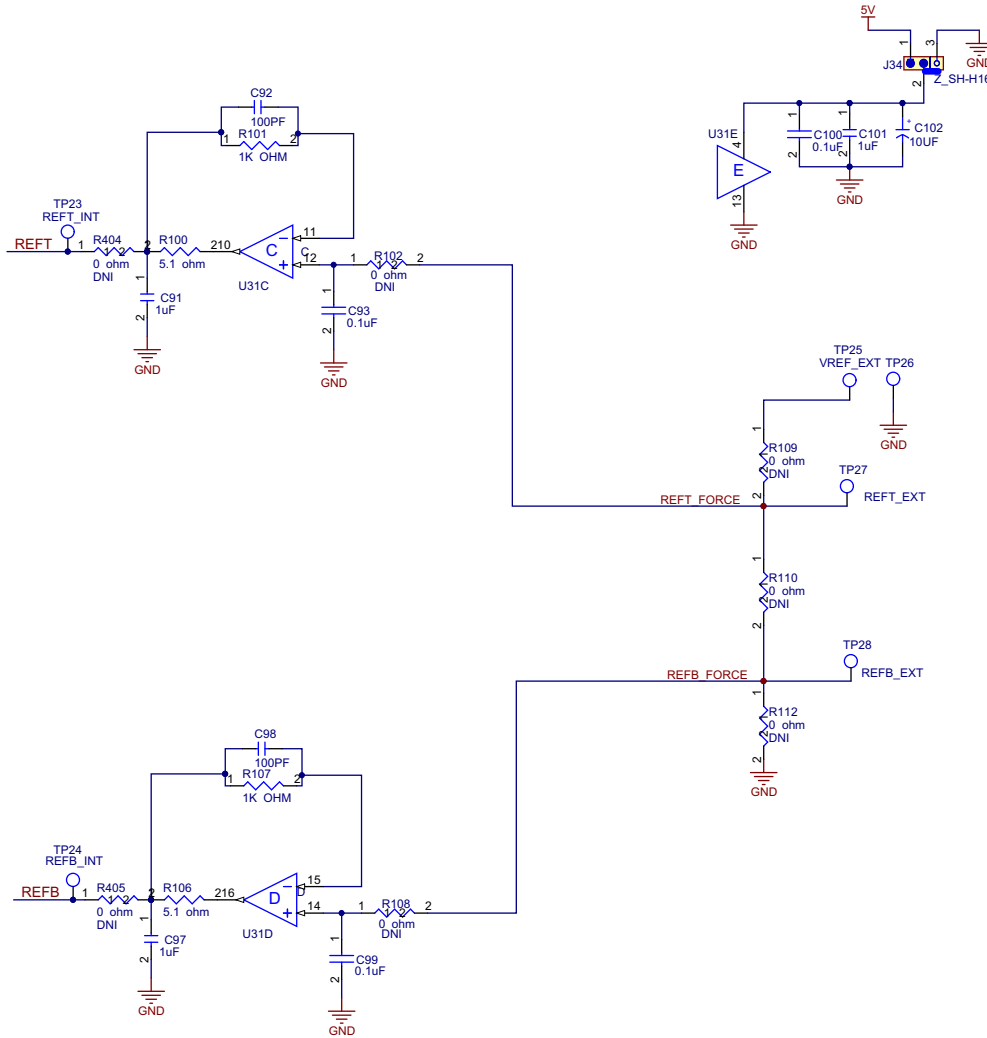 5V
1
3
J34
GND
2
Z_SH-H16
U31E
4
E
13
GND
1
C100
0.1uF
2
1
C101
1uF
2
C102
10UF
GND
C92
100PF
R101
1
2
1K OHM
TP23
REFT_INT
REFT
1
R404
2
0 ohm
DNI
2
R100
5.1 ohm
210
C
11
12
C
U31C
1
R102
2
2
0 ohm
DNI
1
C91
1uF
2
GND
1
C93
0.1uF
2
GND
TP25
VREF_EXT
TP26
GND
1
R109
0 ohm
DNI
2
TP27
REFT_EXT
REFT_FORCE
1
R110
0 ohm
DNI
2
TP28
REFB_EXT
REFB_FORCE
1
R112
0 ohm
DNI
2
GND
C98
100PF
R107
1
2
1K OHM
TP24
REFB_INT
REFB
1
R405
1 2
0 ohm
DNI
2
R106
5.1 ohm
216
D
15
14
D
U31D
1
R108
1 2
2
0 ohm
DNI
1
C97
1uF
2
GND
1
C99
0.1uF
2
GND